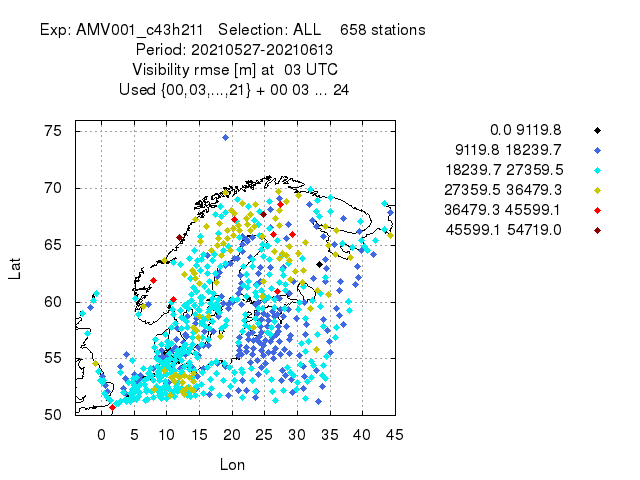 Exp: AMV001_c43h211   Selection: ALL    658 stations
Period: 20210527-20210613
Visibility rmse [m] at  03 UTC
Used {00,03,...,21} + 00 03 ... 24
0.0 9119.8
9119.8 18239.7
18239.7 27359.5
27359.5 36479.3
36479.3 45599.1
45599.1 54719.0
75
70
65
60
55
50
Lat
0 5 10 15 20 25 30 35 40 45
Lon